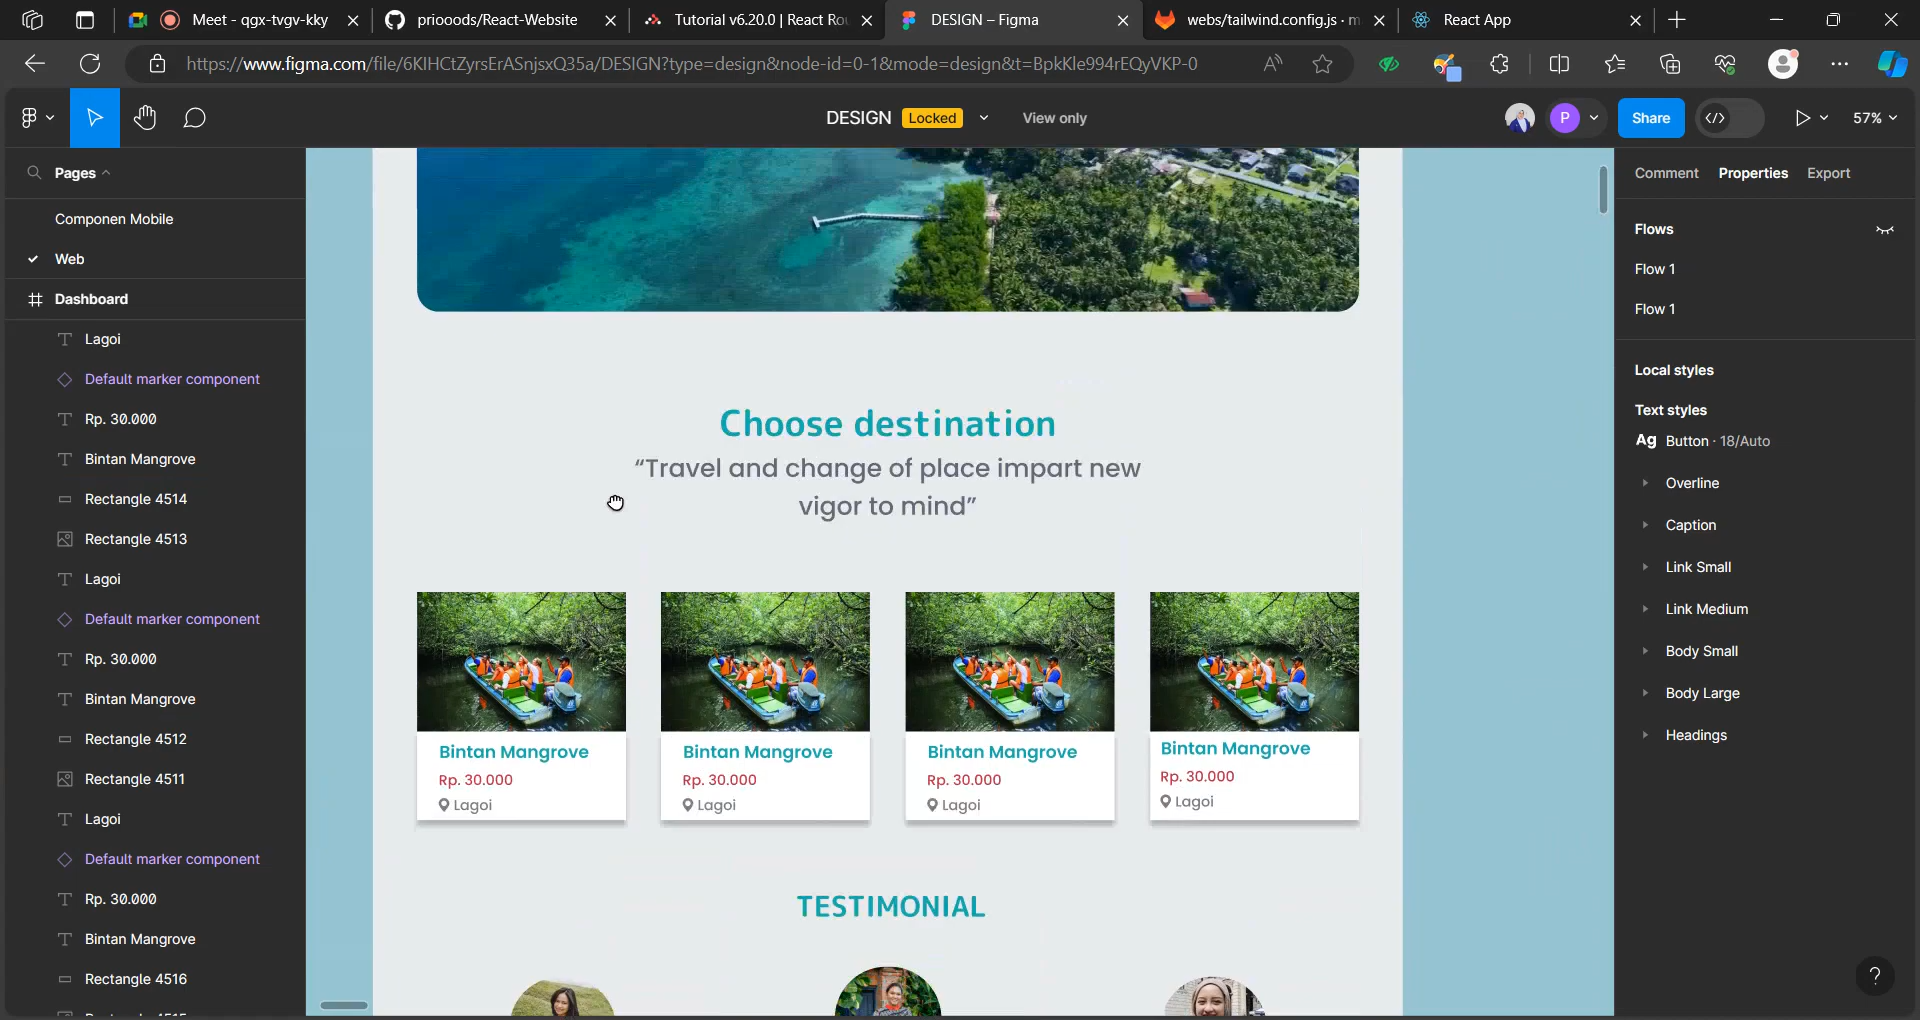 Meet - qgx-tvgv-kky
priooods/React-Website
Tutorial v6.20.0 | React Rou
DESIGN – Figma
webs/tailwind.config.js · m
React App
https://www.figma.com/file/6KIHCtZyrsErASnjsxQ35a/DESIGN?type=design&node-id=0-1&mode=design&t=BpkKle994rEQyVKP-0
DESIGN Locked View only
P
Share
57%
Pages
Componen Mobile
Web
Dashboard
Lagoi
Default marker component
Rp. 30.000
Bintan Mangrove
Rectangle 4514
Rectangle 4513
Lagoi
Default marker component
Rp. 30.000
Bintan Mangrove
Rectangle 4512
Rectangle 4511
Lagoi
Default marker component
Rp. 30.000
Bintan Mangrove
Rectangle 4516
Choose destination
“Travel and change of place impart new
vigor to mind”
Bintan Mangrove
Rp. 30.000
Lagoi
Bintan Mangrove
Rp. 30.000
Lagoi
Bintan Mangrove
Rp. 30.000
Lagoi
Bintan Mangrove
Rp. 30.000
Lagoi
TESTIMONIAL
Comment Properties Export
Flows
Flow 1
Flow 1
Local styles
Text styles
Ag Button · 18/Auto
Overline
Caption
Link Small
Link Medium
Body Small
Body Large
Headings
?